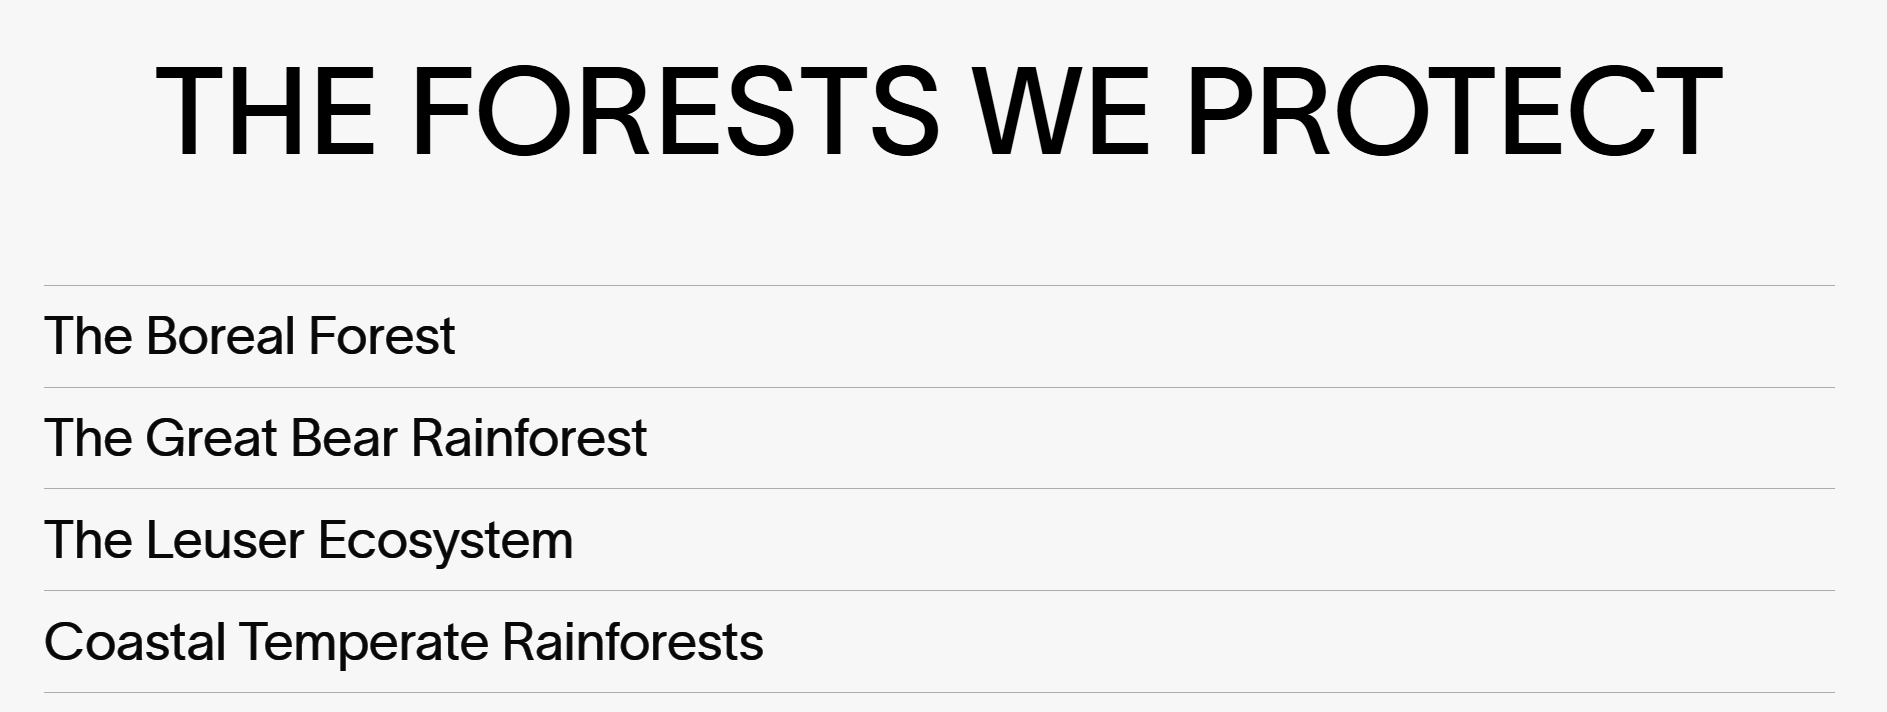 THE FORESTS WE PROTECT
The Boreal Forest
The Great Bear Rainforest
The Leuser Ecosystem
Coastal Temperate Rainforests